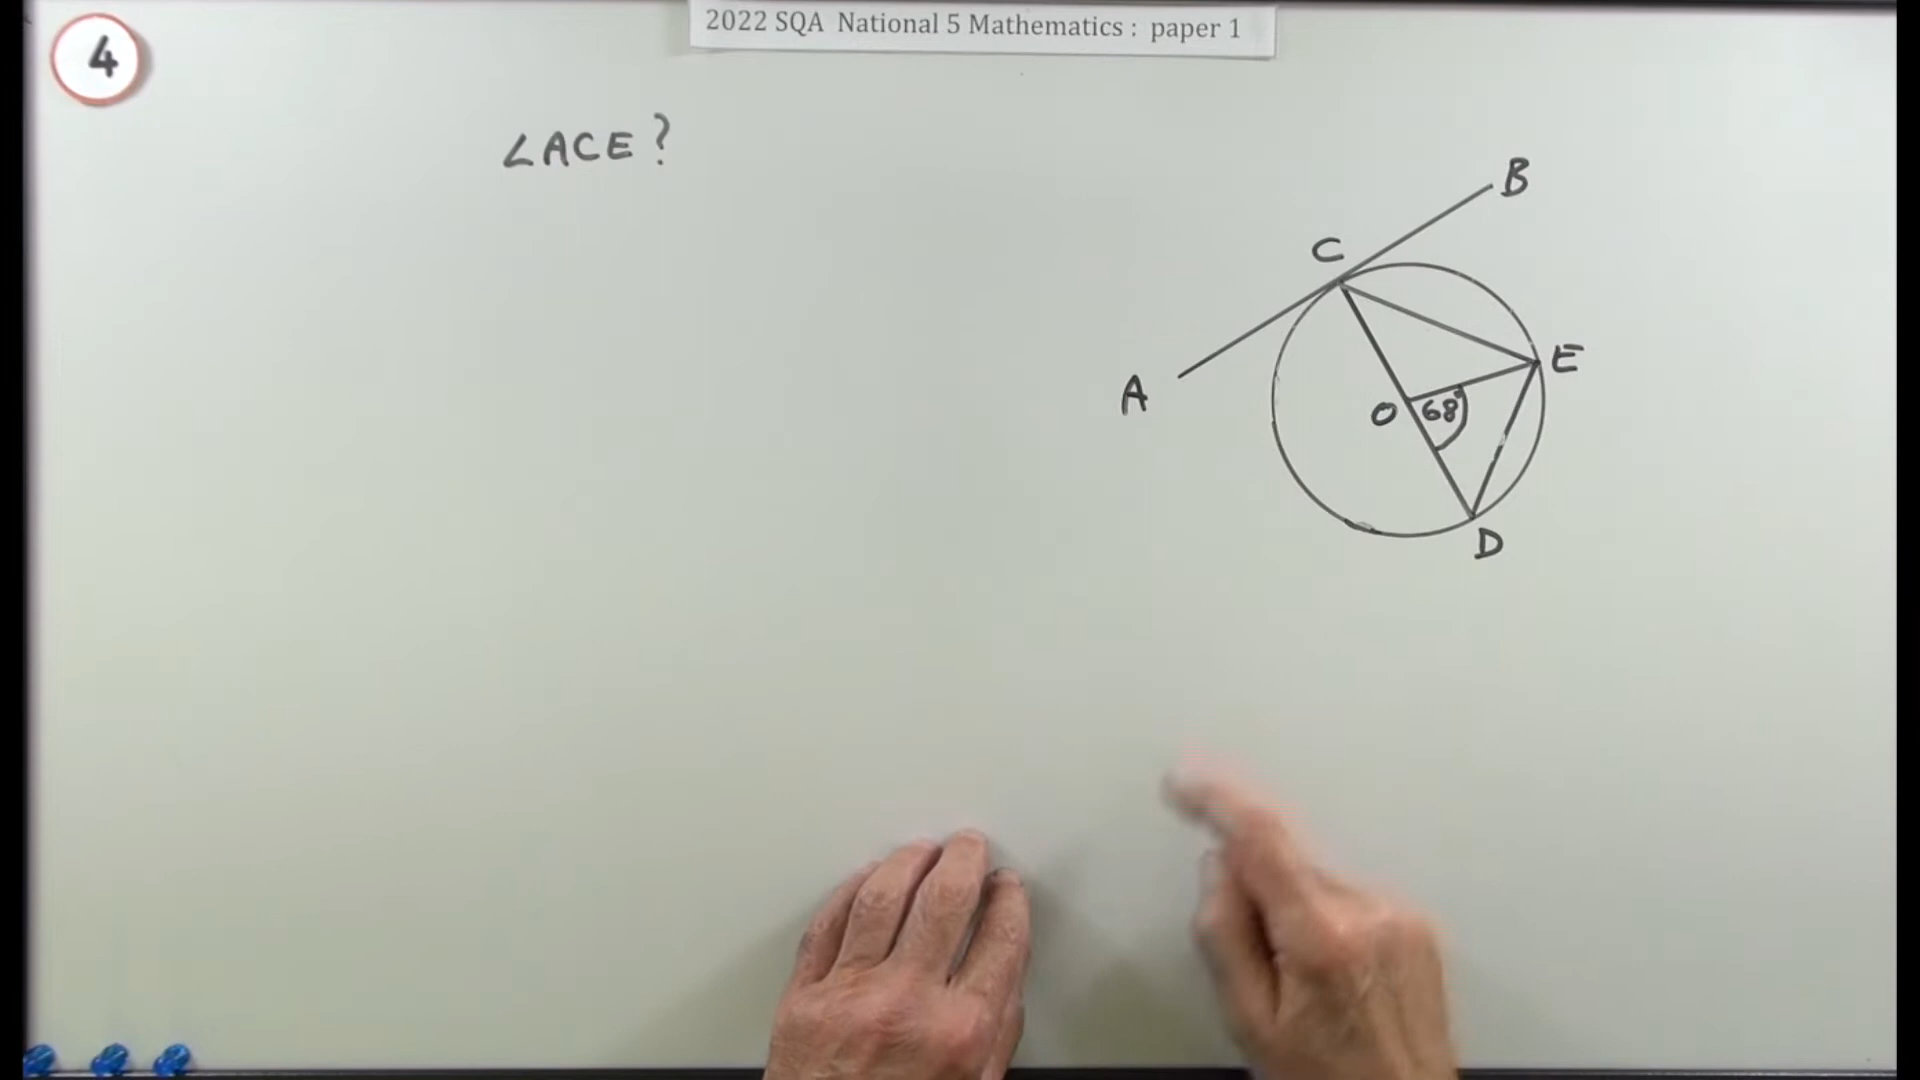 2022 SQA National 5 Mathematics : paper 1
4
∠ACE?
B
C
E
A
O
68°
D